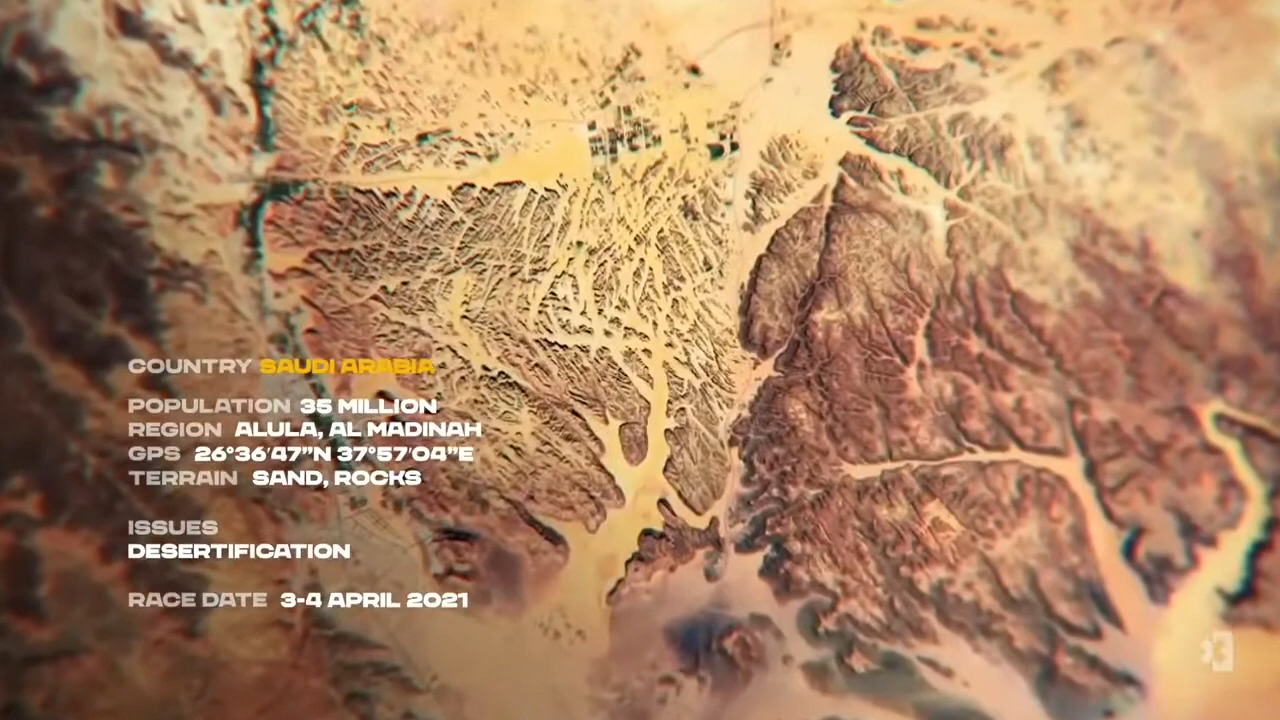 COUNTRY SAUDI ARABIA
POPULATION 35 MILLION
REGION ALULA, AL MADINAH
GPS 26°36'47"N 37°57'04"E
TERRAIN SAND, ROCKS
ISSUES
DESERTIFICATION
RACE DATE 3-4 APRIL 2021